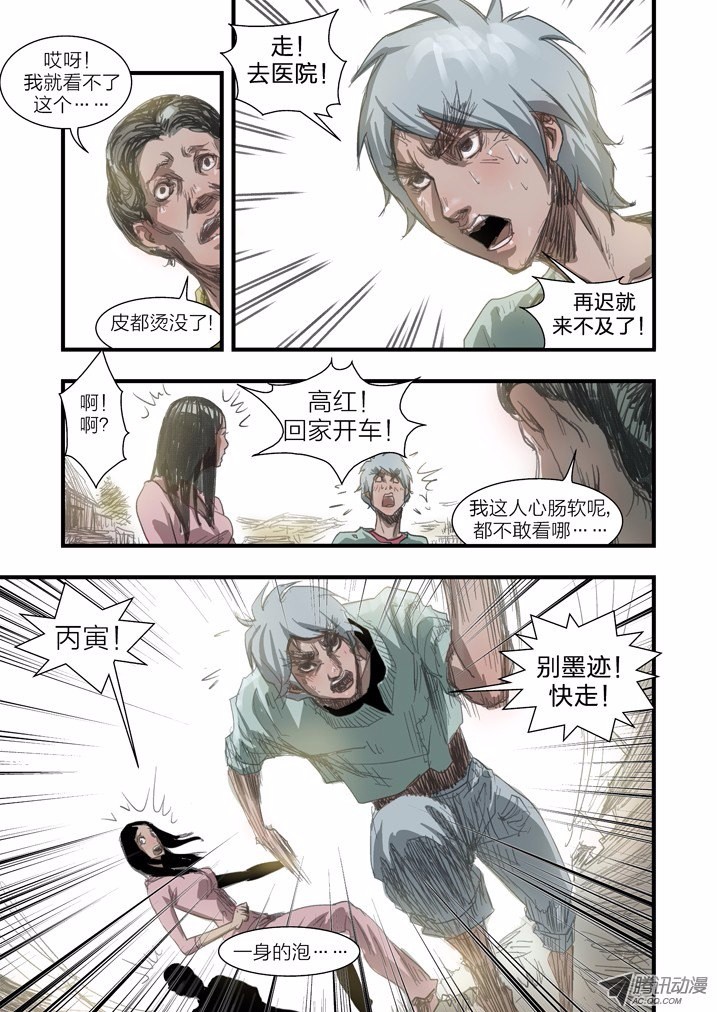 哎呀！
我就看不了
这个……
走！
去医院！
皮都烫没了！
再迟就
来不及了！
啊！
啊？
高红！
回家开车！
我这人心肠软呢,
都不敢看哪……
丙寅！
别墨迹！
快走！
一身的泡……
腾讯动漫
AC.QQ.COM